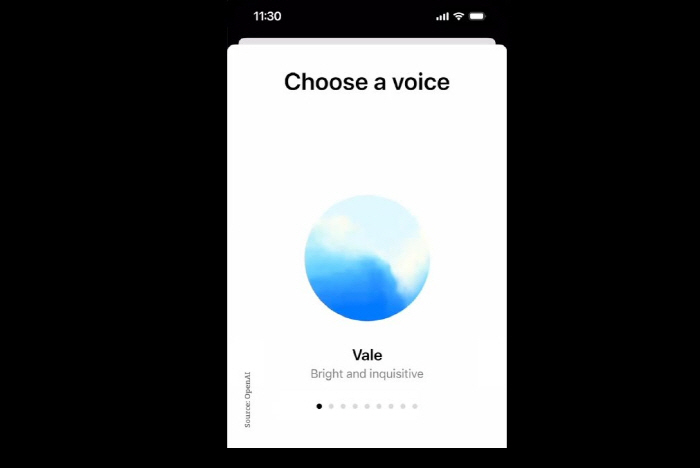 11:30
Choose a voice
Vale
Bright and inquisitive
Source: OpenAI